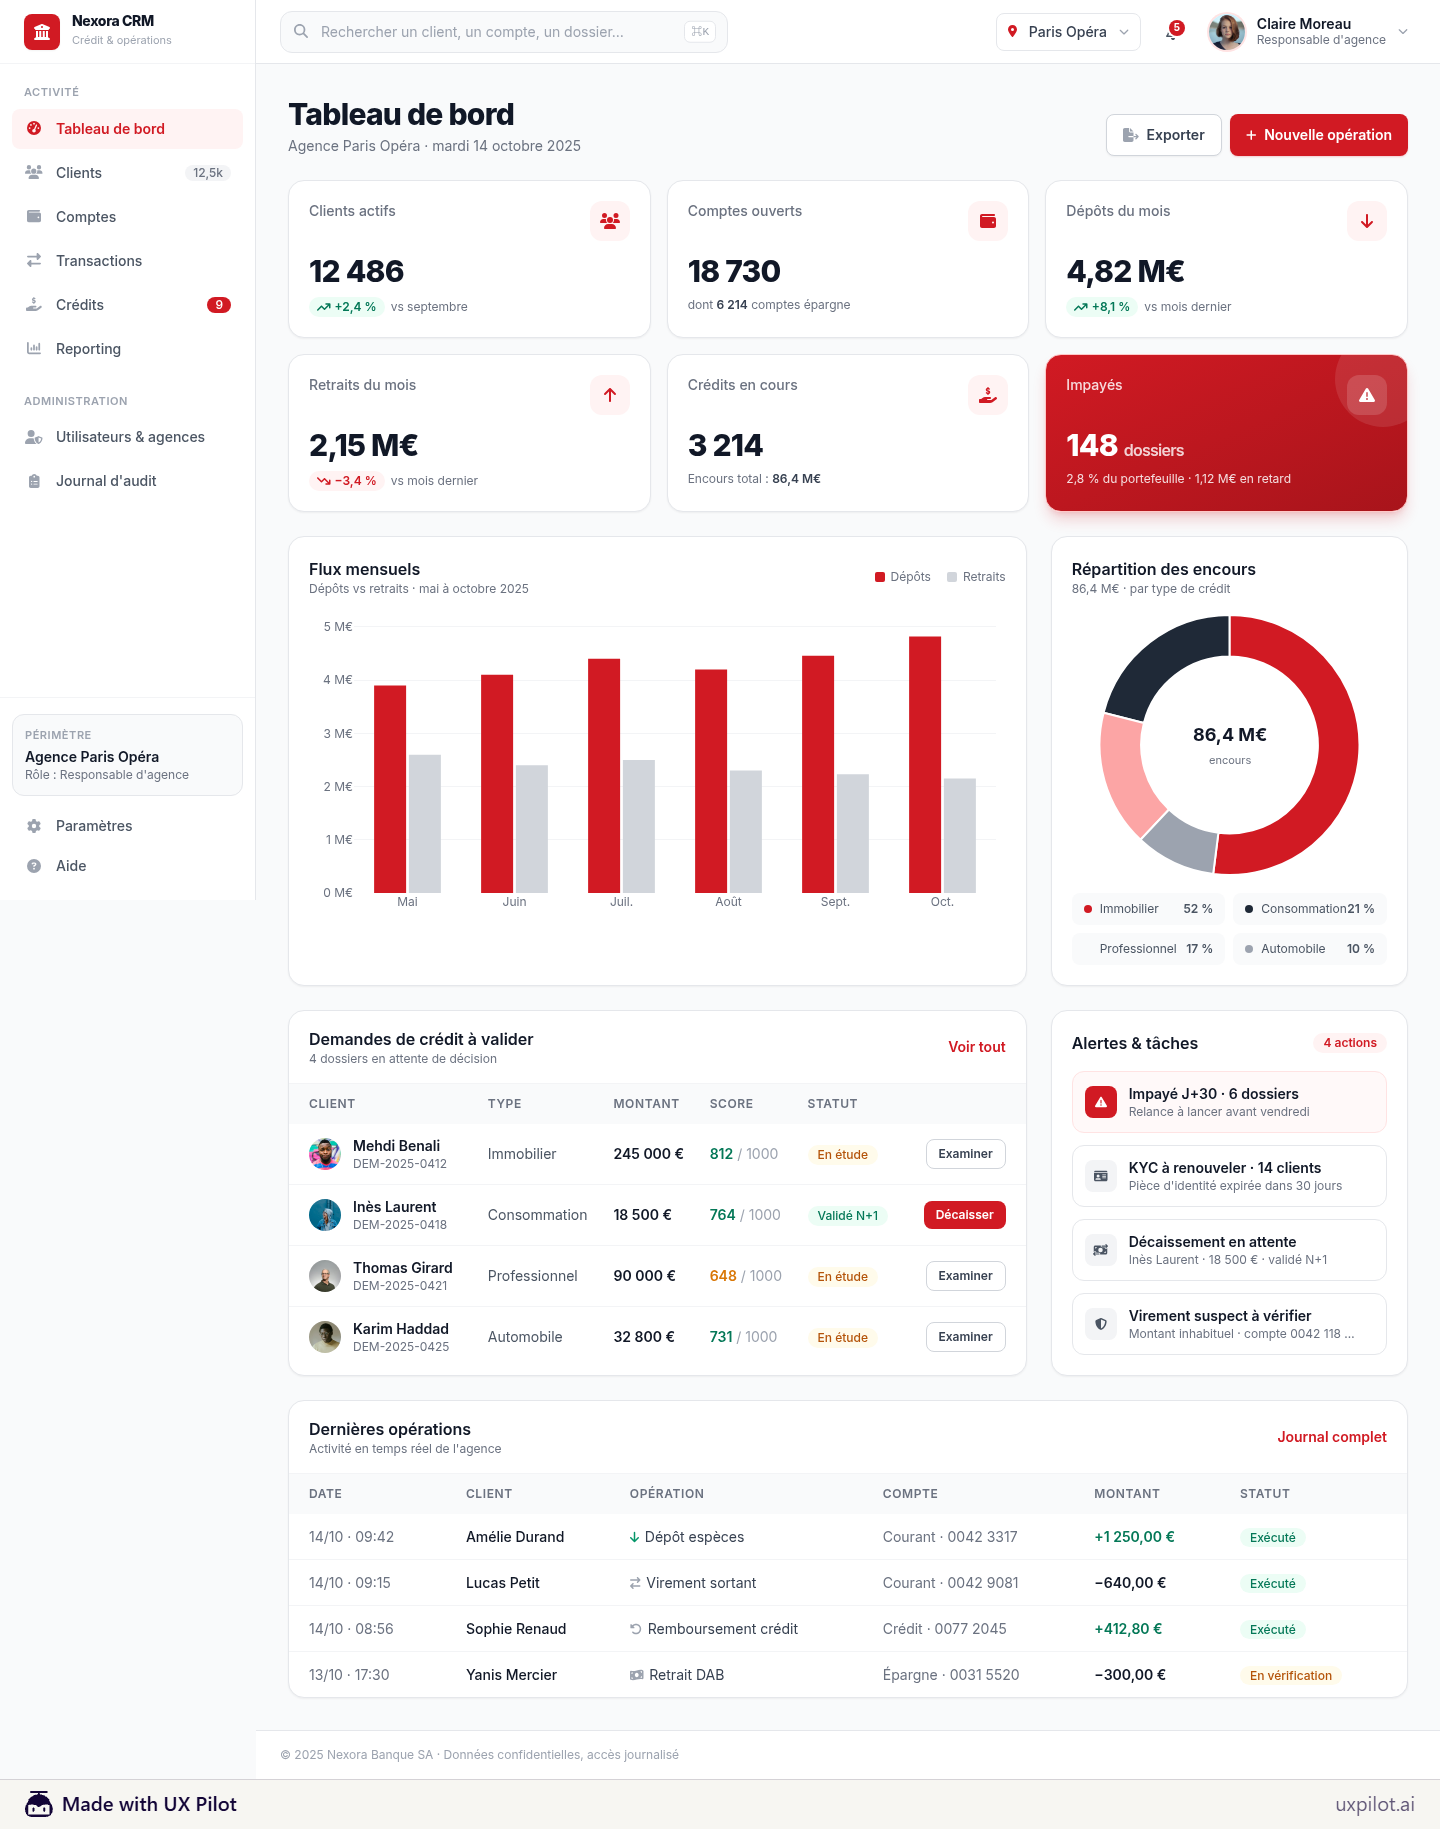 Nexora CRM
Crédit & opérations
Rechercher un client, un compte, un dossier...
⌘K
Paris Opéra
5
Claire Moreau
Responsable d'agence
ACTIVITÉ
Tableau de bord
Clients 12,5k
Comptes
Transactions
Crédits 9
Reporting
ADMINISTRATION
Utilisateurs & agences
Journal d'audit
PÉRIMÈTRE
Agence Paris Opéra
Rôle : Responsable d'agence
Paramètres
Aide
Tableau de bord
Agence Paris Opéra · mardi 14 octobre 2025
Exporter
+ Nouvelle opération
Clients actifs
12 486
+2,4 % vs septembre
Comptes ouverts
18 730
dont 6 214 comptes épargne
Dépôts du mois
4,82 M€
+8,1 % vs mois dernier
Retraits du mois
2,15 M€
−3,4 % vs mois dernier
Crédits en cours
3 214
Encours total : 86,4 M€
Impayés
148 dossiers
2,8 % du portefeuille · 1,12 M€ en retard
Flux mensuels
Dépôts vs retraits · mai à octobre 2025
Dépôts Retraits
5 M€
4 M€
3 M€
2 M€
1 M€
0 M€
Mai Juin Juil. Août Sept. Oct.
Répartition des encours
86,4 M€ · par type de crédit
86,4 M€
encours
Immobilier 52 %
Consommation 21 %
Professionnel 17 %
Automobile 10 %
Demandes de crédit à valider
4 dossiers en attente de décision
Voir tout
CLIENT TYPE MONTANT SCORE STATUT
Mehdi Benali
DEM-2025-0412
Immobilier 245 000 € 812 / 1000 En étude Examiner
Inès Laurent
DEM-2025-0418
Consommation 18 500 € 764 / 1000 Validé N+1 Décaisser
Thomas Girard
DEM-2025-0421
Professionnel 90 000 € 648 / 1000 En étude Examiner
Karim Haddad
DEM-2025-0425
Automobile 32 800 € 731 / 1000 En étude Examiner
Alertes & tâches
4 actions
Impayé J+30 · 6 dossiers
Relance à lancer avant vendredi
KYC à renouveler · 14 clients
Pièce d'identité expirée dans 30 jours
Décaissement en attente
Inès Laurent · 18 500 € · validé N+1
Virement suspect à vérifier
Montant inhabituel · compte 0042 118 ...
Dernières opérations
Activité en temps réel de l'agence
Journal complet
DATE CLIENT OPÉRATION COMPTE MONTANT STATUT
14/10 · 09:42 Amélie Durand Dépôt espèces Courant · 0042 3317 +1 250,00 € Exécuté
14/10 · 09:15 Lucas Petit Virement sortant Courant · 0042 9081 −640,00 € Exécuté
14/10 · 08:56 Sophie Renaud Remboursement crédit Crédit · 0077 2045 +412,80 € Exécuté
13/10 · 17:30 Yanis Mercier Retrait DAB Épargne · 0031 5520 −300,00 € En vérification
© 2025 Nexora Banque SA · Données confidentielles, accès journalisé
Made with UX Pilot
uxpilot.ai